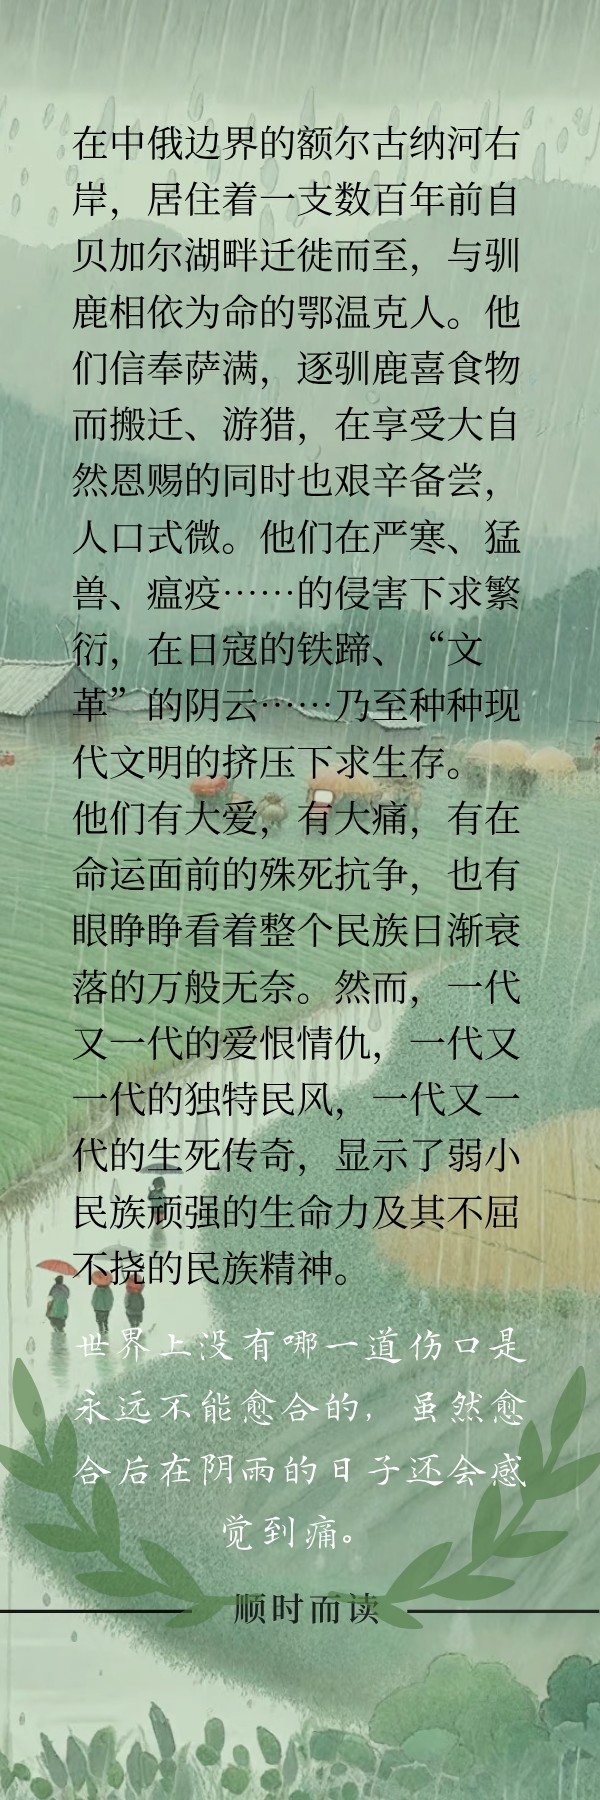 在中俄边界的额尔古纳河右
岸，居住着一支数百年前自
贝加尔湖畔迁徙而至，与驯
鹿相依为命的鄂温克人。他
们信奉萨满，逐驯鹿喜食物
而搬迁、游猎，在享受大自
然恩赐的同时也艰辛备尝，
人口式微。他们在严寒、猛
兽、瘟疫……的侵害下求繁
衍，在日寇的铁蹄、“文
革”的阴云……乃至种种现
代文明的挤压下求生存。
他们有大爱，有大痛，有在
命运面前的殊死抗争，也有
眼睁睁看着整个民族日渐衰
落的万般无奈。然而，一代
又一代的爱恨情仇，一代又
一代的独特民风，一代又一
代的生死传奇，显示了弱小
民族顽强的生命力及其不屈
不挠的民族精神。
世界上没有哪一道伤口是
永远不能愈合的，虽然愈
合后在阴雨的日子还会感
觉到痛。
顺时而读